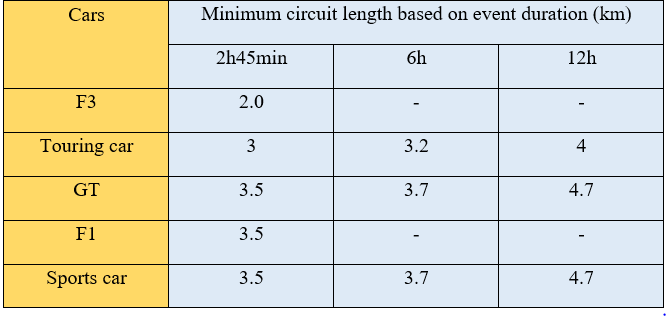 Cars Minimum circuit length based on event duration (km)
2h45min 6h 12h
F3 2.0 - -
Touring car 3 3.2 4
GT 3.5 3.7 4.7
F1 3.5 - -
Sports car 3.5 3.7 4.7
.